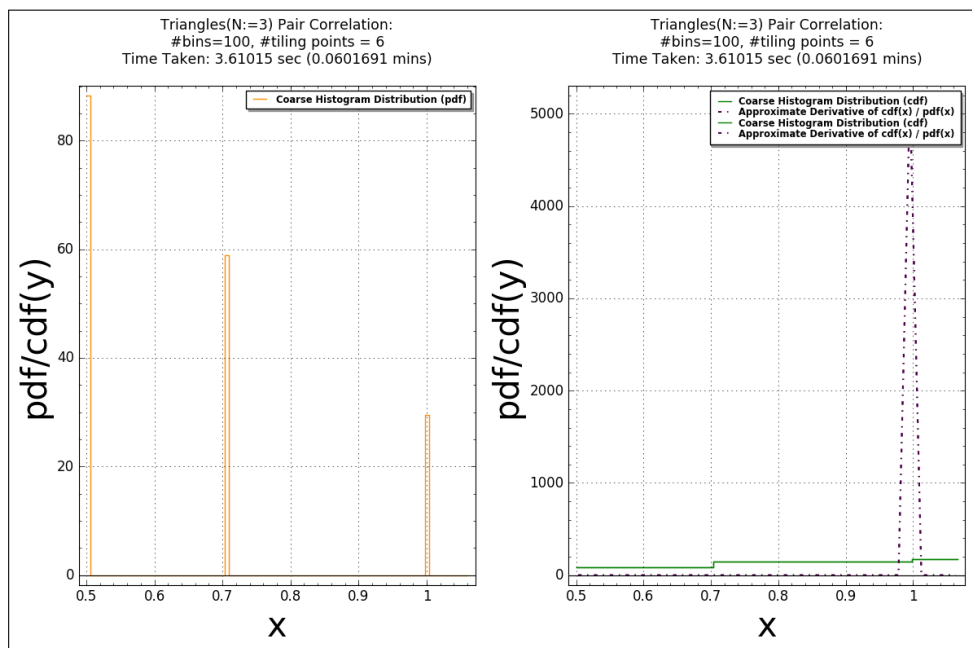 Triangles(N:=3) Pair Correlation:
#bins=100, #tiling points = 6
Time Taken: 3.61015 sec (0.0601691 mins)
Coarse Histogram Distribution (pdf)
80
60
40
20
0
0.5
0.6
0.7
0.8
0.9
1
pdf/cdf(y)
x
Triangles(N:=3) Pair Correlation:
#bins=100, #tiling points = 6
Time Taken: 3.61015 sec (0.0601691 mins)
Coarse Histogram Distribution (cdf)
Approximate Derivative of cdf(x) / pdf(x)
Coarse Histogram Distribution (cdf)
Approximate Derivative of cdf(x) / pdf(x)
5000
4000
3000
2000
1000
0
0.5
0.6
0.7
0.8
0.9
1
pdf/cdf(y)
x